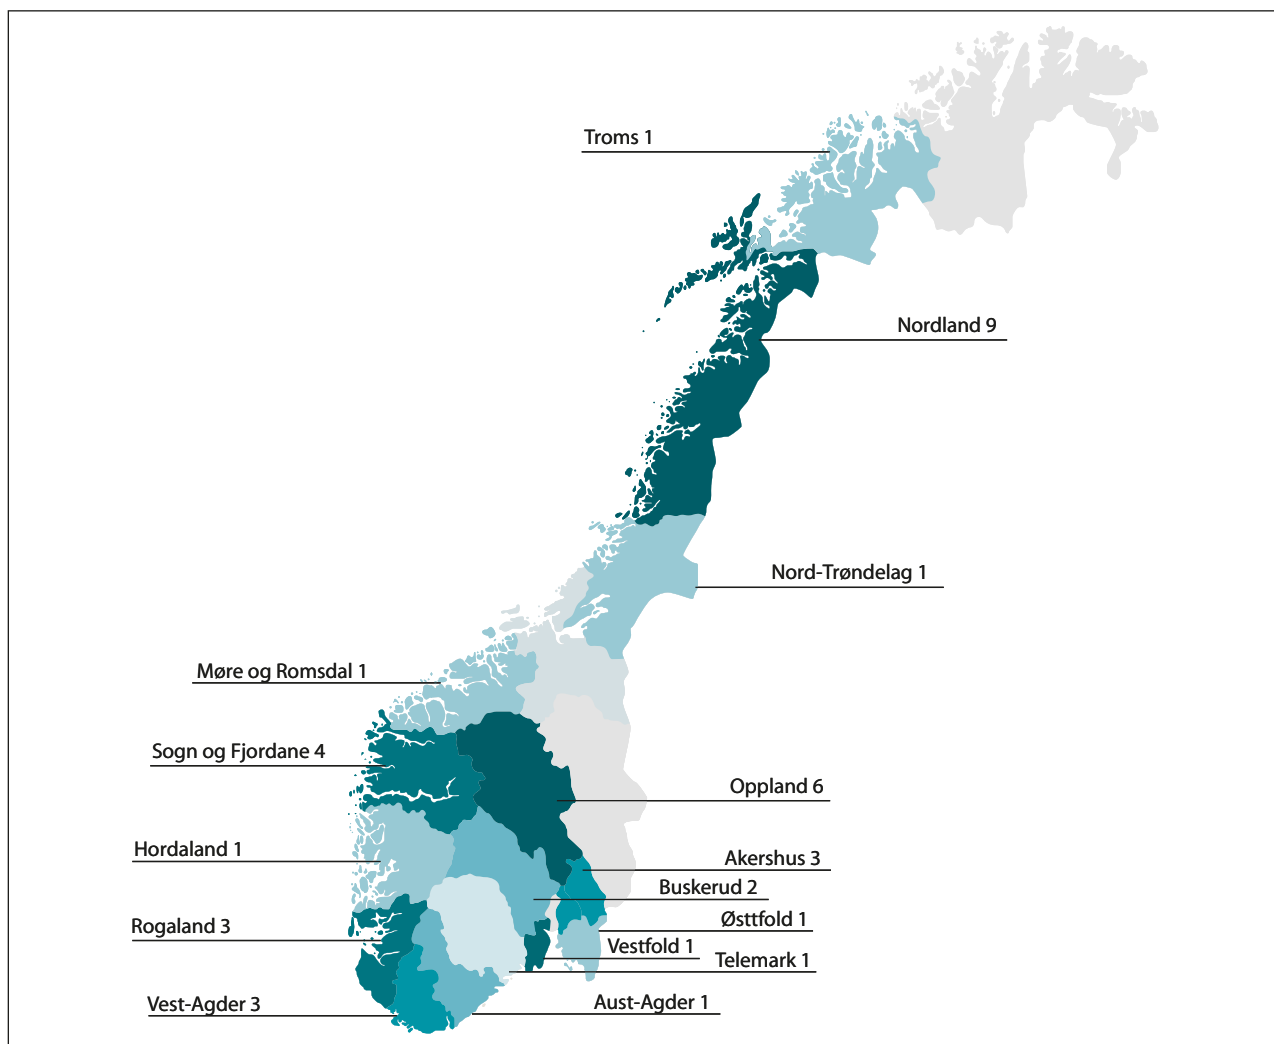 Troms 1
Nordland 9
Nord-Trøndelag 1
Møre og Romsdal 1
Sogn og Fjordane 4
Oppland 6
Hordaland 1
Akershus 3
Buskerud 2
Østtfold 1
Rogaland 3
Vestfold 1
Telemark 1
Vest-Agder 3
Aust-Agder 1